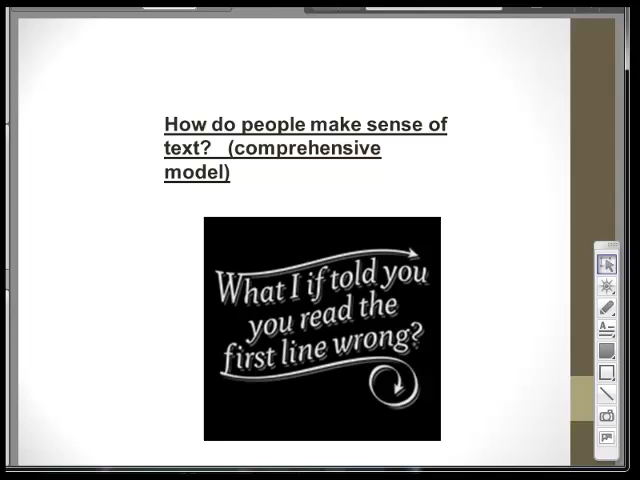 How do people make sense of
text? (comprehensive
model)
What I if told you
you read the
first line wrong?